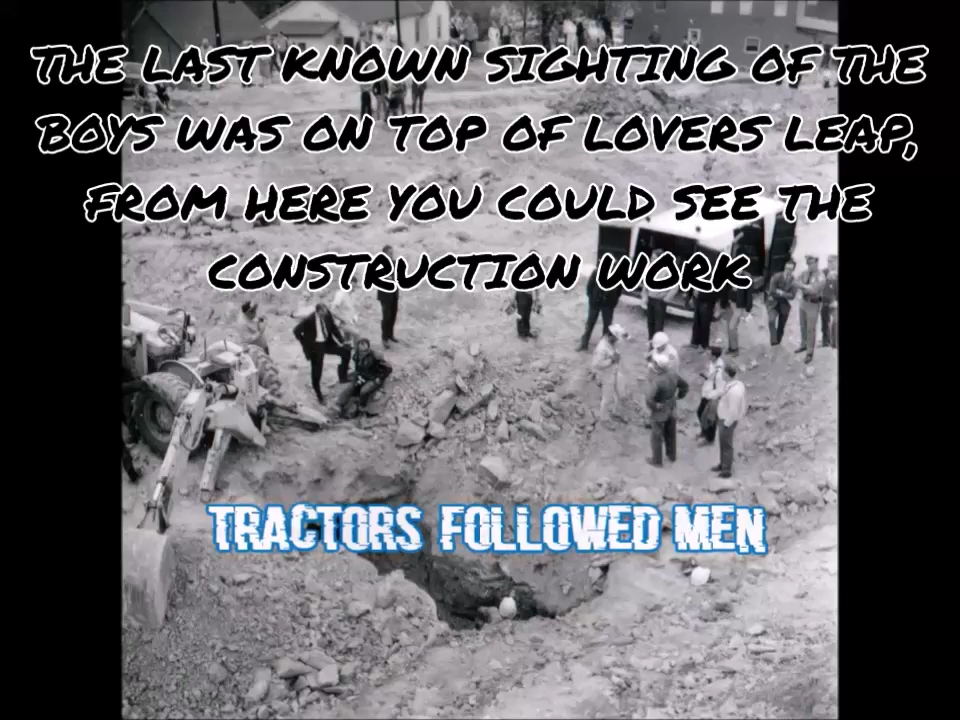 THE LAST KNOWN SIGHTING OF THE
BOYS WAS ON TOP OF LOVERS LEAP,
FROM HERE YOU COULD SEE THE
CONSTRUCTION WORK
TRACTORS FOLLOWED MEN